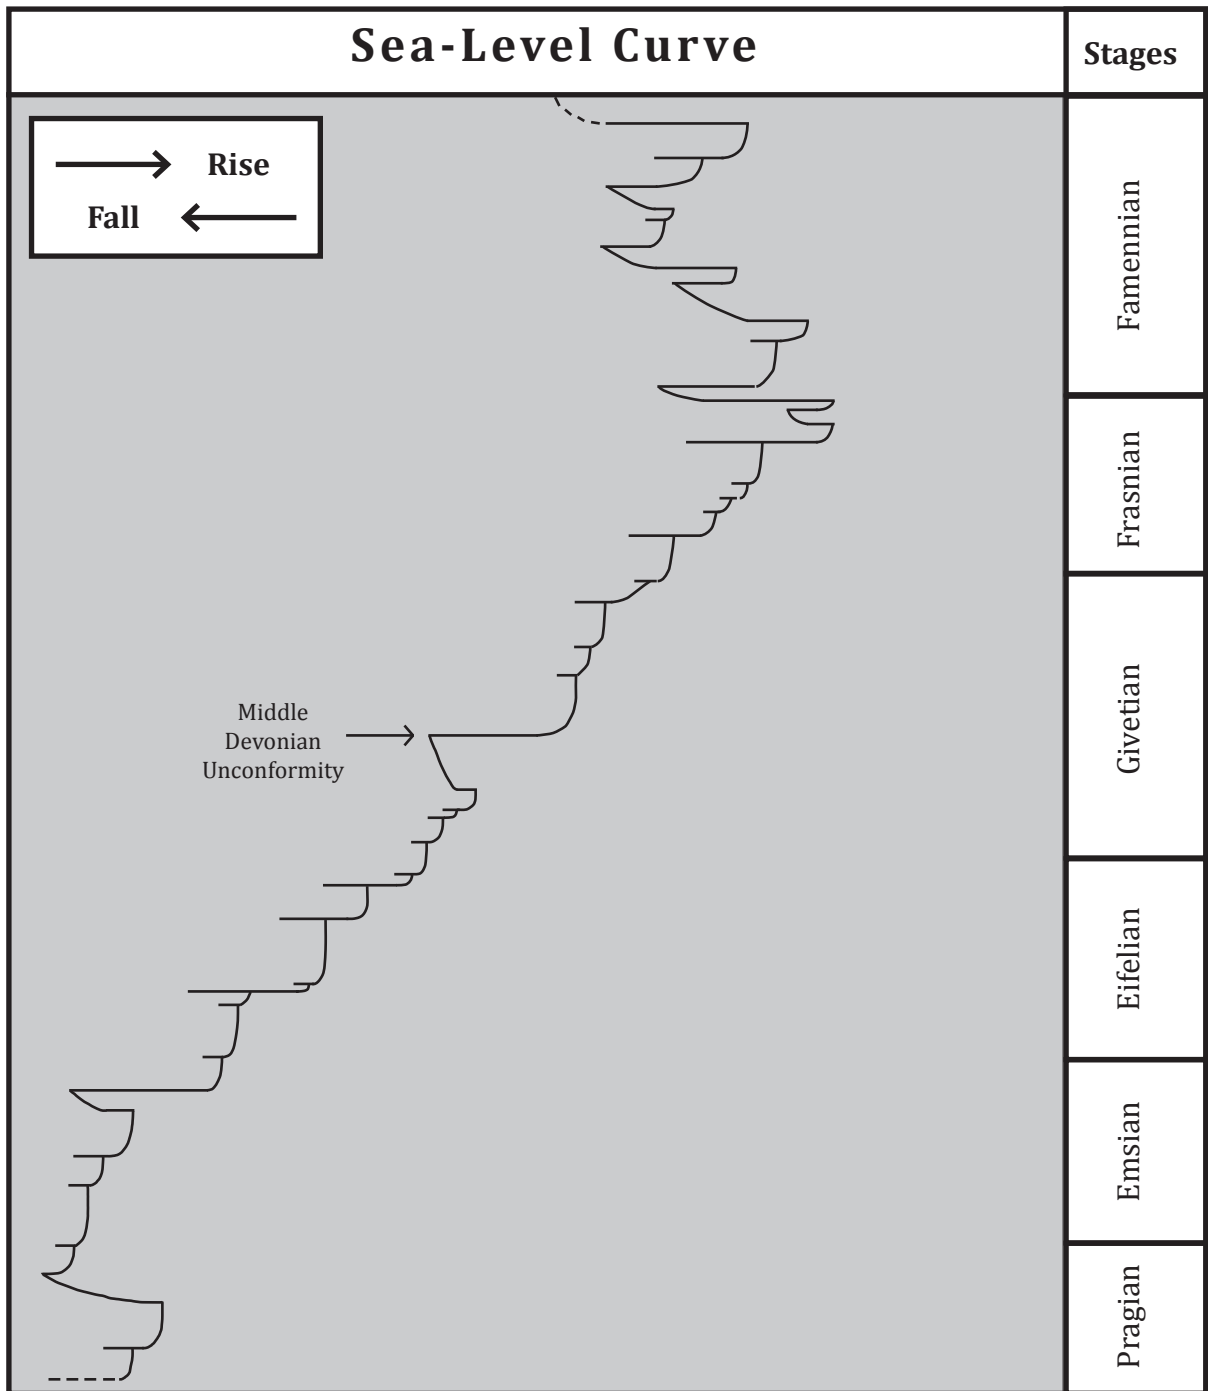 Sea-Level Curve
Stages
Rise
Fall
Famennian
Frasnian
Middle
Devonian
Unconformity
Givetian
Eifelian
Emsian
Pragian